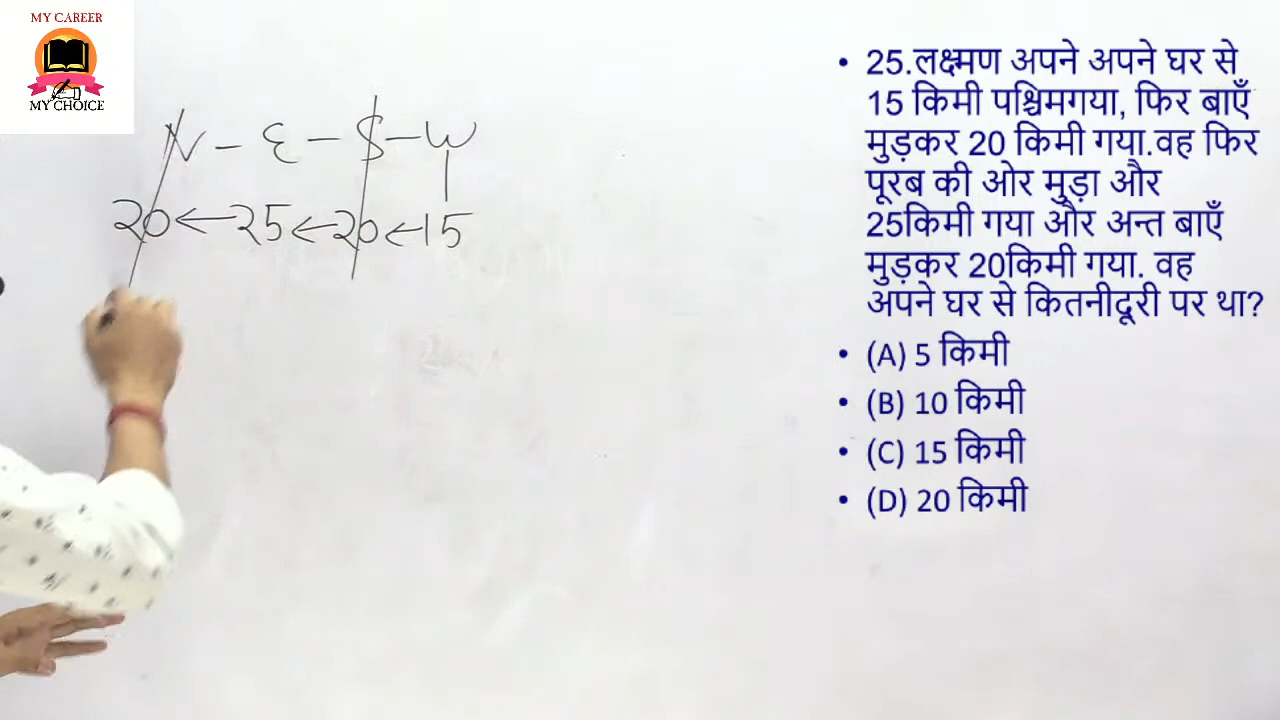 MY CAREER
MY CHOICE
N - E - S - W
20 ← 25 ← 20 ← 15
• 25.लक्ष्मण अपने अपने घर से
15 किमी पश्चिमगया, फिर बाएँ
मुड़कर 20 किमी गया.वह फिर
पूरब की ओर मुड़ा और
25किमी गया और अन्त बाएँ
मुड़कर 20किमी गया. वह
अपने घर से कितनीदूरी पर था?
• (A) 5 किमी
• (B) 10 किमी
• (C) 15 किमी
• (D) 20 किमी